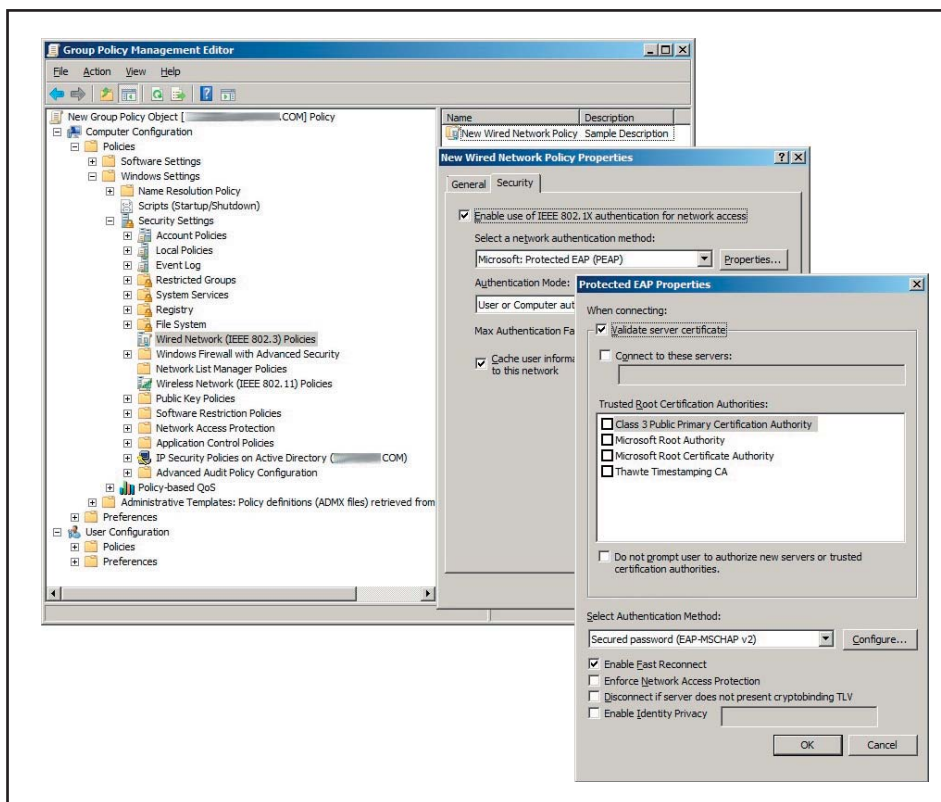 Group Policy Management Editor
File Action View Help
New Group Policy Object [ .COM] Policy
Computer Configuration
Policies
Software Settings
Windows Settings
Name Resolution Policy
Scripts (Startup/Shutdown)
Security Settings
Account Policies
Local Policies
Event Log
Restricted Groups
System Services
Registry
File System
Wired Network (IEEE 802.3) Policies
Windows Firewall with Advanced Security
Network List Manager Policies
Wireless Network (IEEE 802.11) Policies
Public Key Policies
Software Restriction Policies
Network Access Protection
Application Control Policies
IP Security Policies on Active Directory ( COM)
Advanced Audit Policy Configuration
Policy-based QoS
Administrative Templates: Policy definitions (ADMX files) retrieved from
Preferences
User Configuration
Policies
Preferences
Name Description
New Wired Network Policy Sample Description
New Wired Network Policy Properties
General Security
Enable use of IEEE 802.1X authentication for network access
Select a network authentication method:
Microsoft: Protected EAP (PEAP) Properties...
Authentication Mode:
User or Computer aut
Max Authentication Fa
Cache user informa
to this network
Protected EAP Properties
When connecting:
Validate server certificate
Connect to these servers:
Trusted Root Certification Authorities:
Class 3 Public Primary Certification Authority
Microsoft Root Authority
Microsoft Root Certificate Authority
Thawte Timestamping CA
Do not prompt user to authorize new servers or trusted
certification authorities.
Select Authentication Method:
Secured password (EAP-MSCHAP v2) Configure...
Enable Fast Reconnect
Enforce Network Access Protection
Disconnect if server does not present cryptobinding TLV
Enable Identity Privacy
OK Cancel